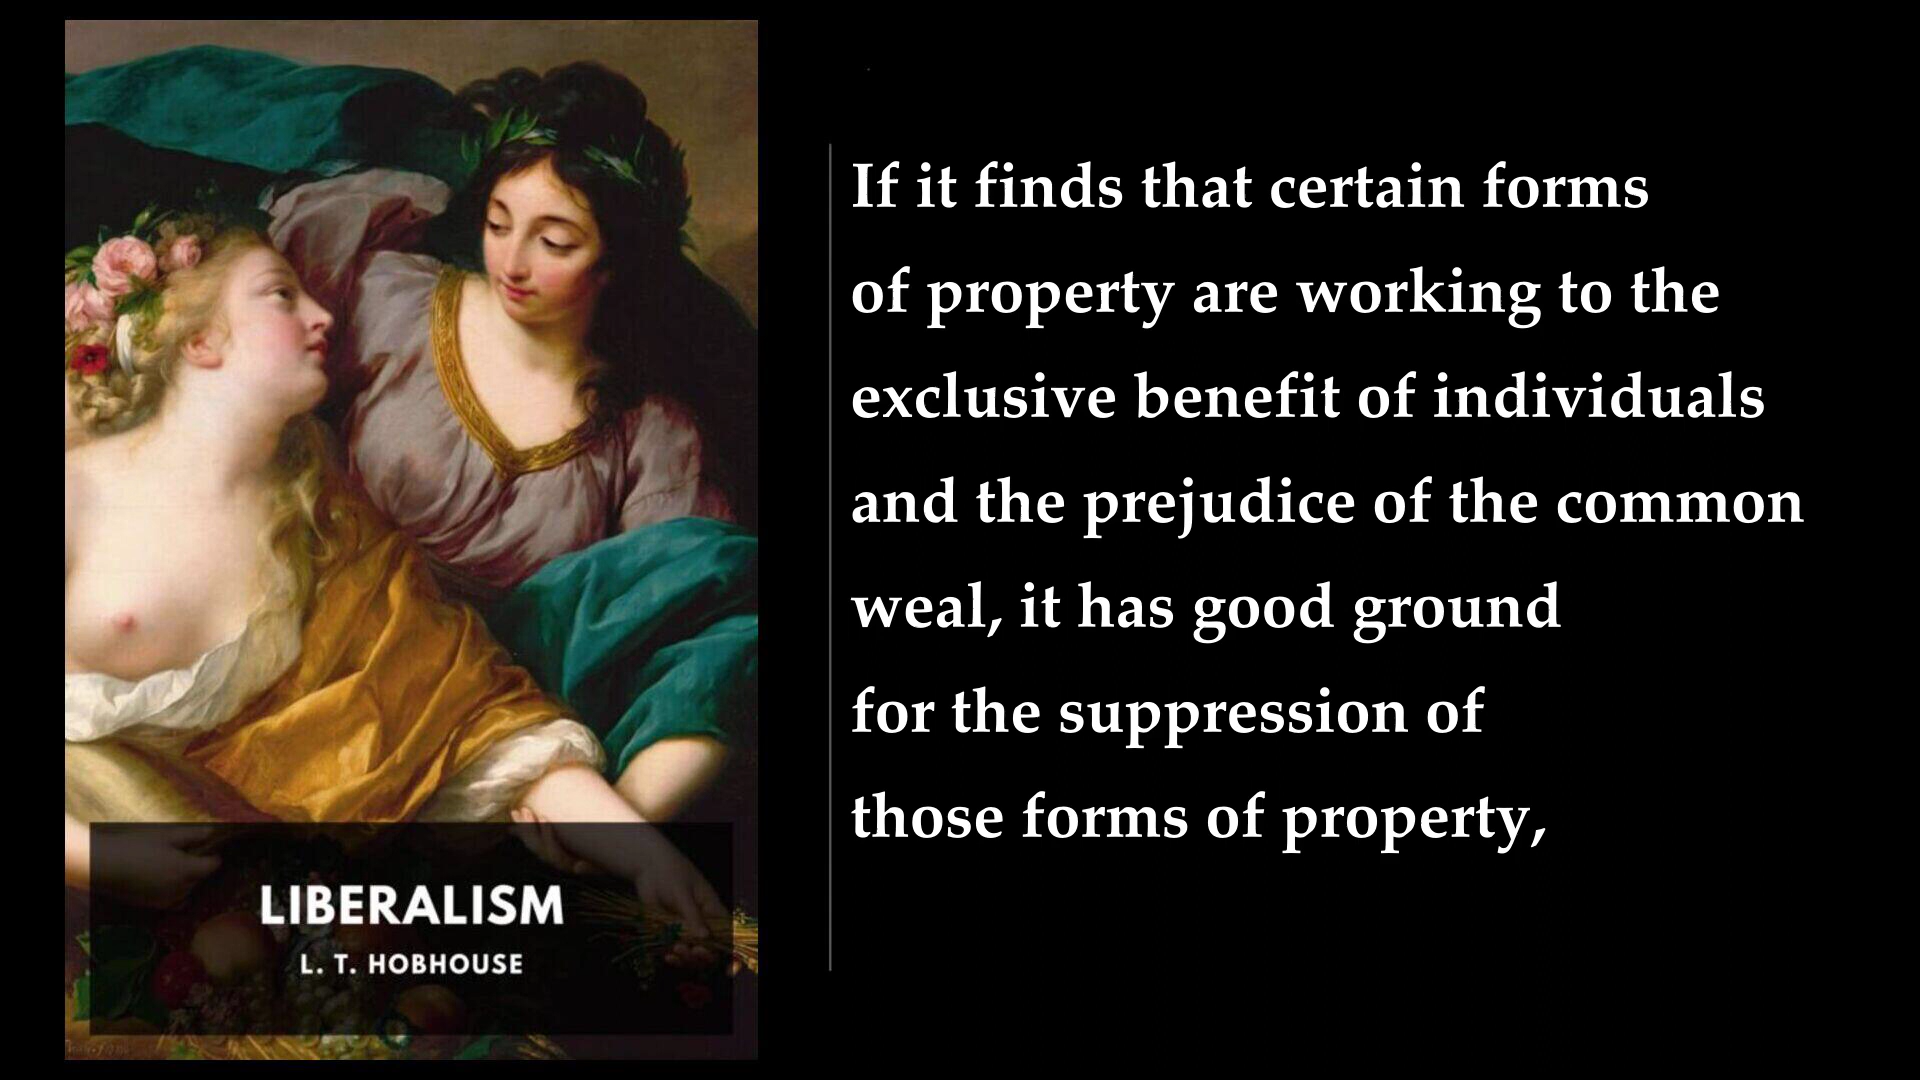 If it finds that certain forms
of property are working to the
exclusive benefit of individuals
and the prejudice of the common
weal, it has good ground
for the suppression of
those forms of property,
LIBERALISM
L. T. HOBHOUSE